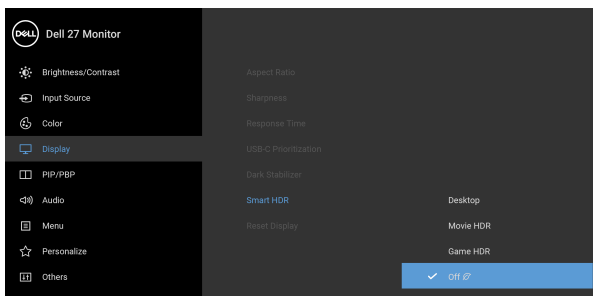 DELL Dell 27 Monitor
Brightness/Contrast Aspect Ratio
Input Source Sharpness
Color Response Time
Display USB-C Prioritization
PIP/PBP Dark Stabilizer
Audio Smart HDR Desktop
Menu Reset Display Movie HDR
Personalize Game HDR
Others Off